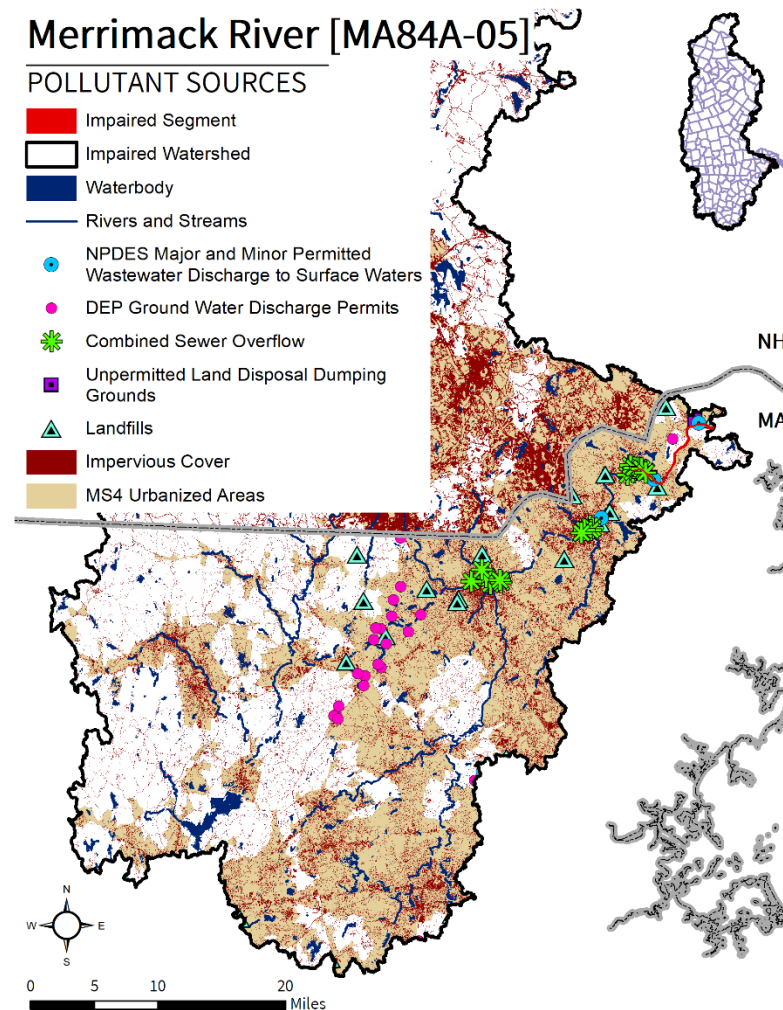 Merrimack River [MA84A-05]
POLLUTANT SOURCES
Impaired Segment
Impaired Watershed
Waterbody
Rivers and Streams
NPDES Major and Minor Permitted
Wastewater Discharge to Surface Waters
DEP Ground Water Discharge Permits
Combined Sewer Overflow
Unpermitted Land Disposal Dumping
Grounds
Landfills
Impervious Cover
MS4 Urbanized Areas
NH
MA
N
W E
S
0 5 10 20
Miles